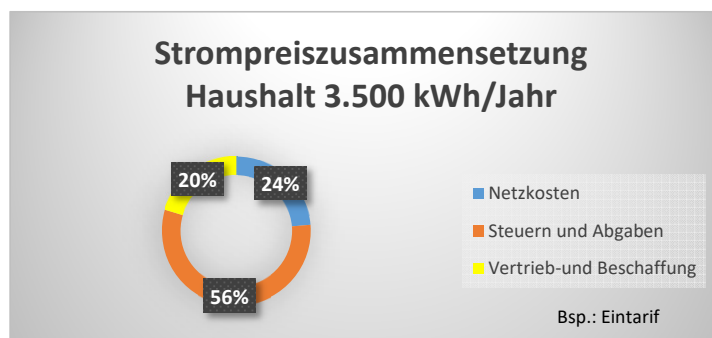 Strompreiszusammensetzung
Haushalt 3.500 kWh/Jahr
20%
24%
56%
Netzkosten
Steuern und Abgaben
Vertrieb-und Beschaffung
Bsp.: Eintarif